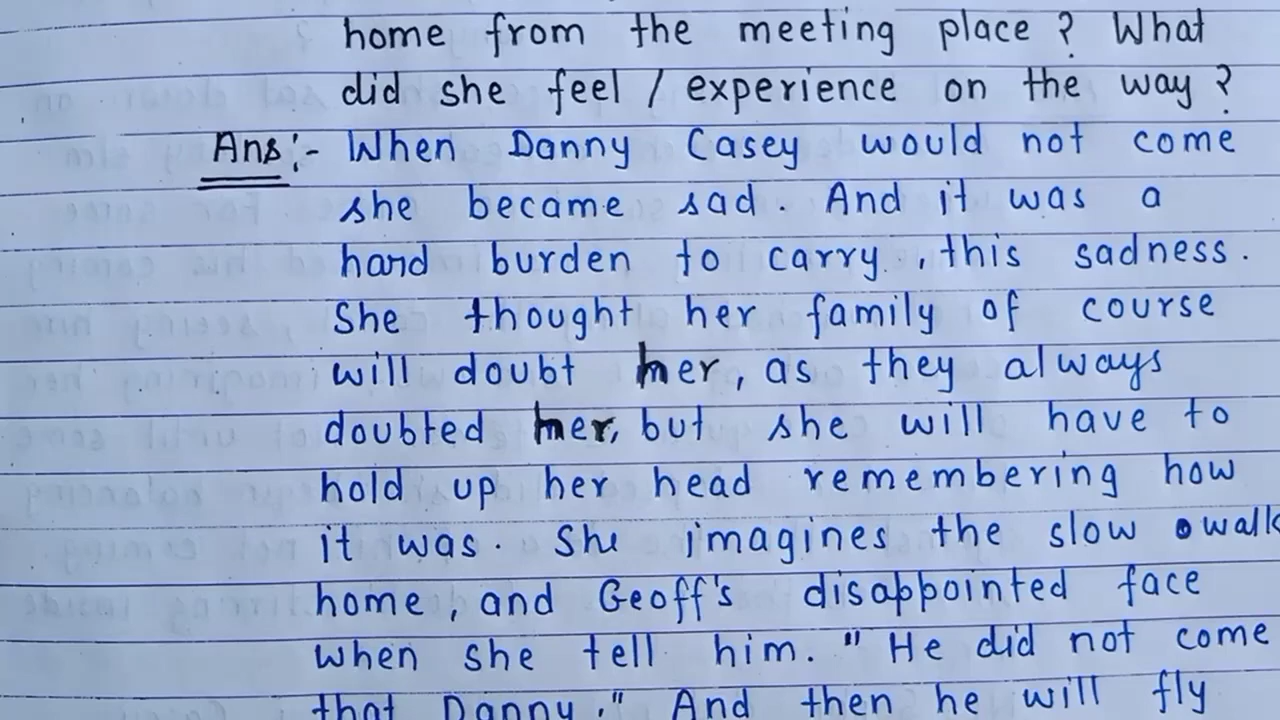 home from the meeting place ? What
did she feel / experience on the way ?
Ans :- When Danny Casey would not come
she became sad. And it was a
hard burden to carry , this sadness.
She thought her family of course
will doubt her, as they always
doubted her, but she will have to
hold up her head remembering how
it was. She imagines the slow walk
home, and Geoff's disappointed face
when she tell him. " He did not come
that Danny." And then he will fly